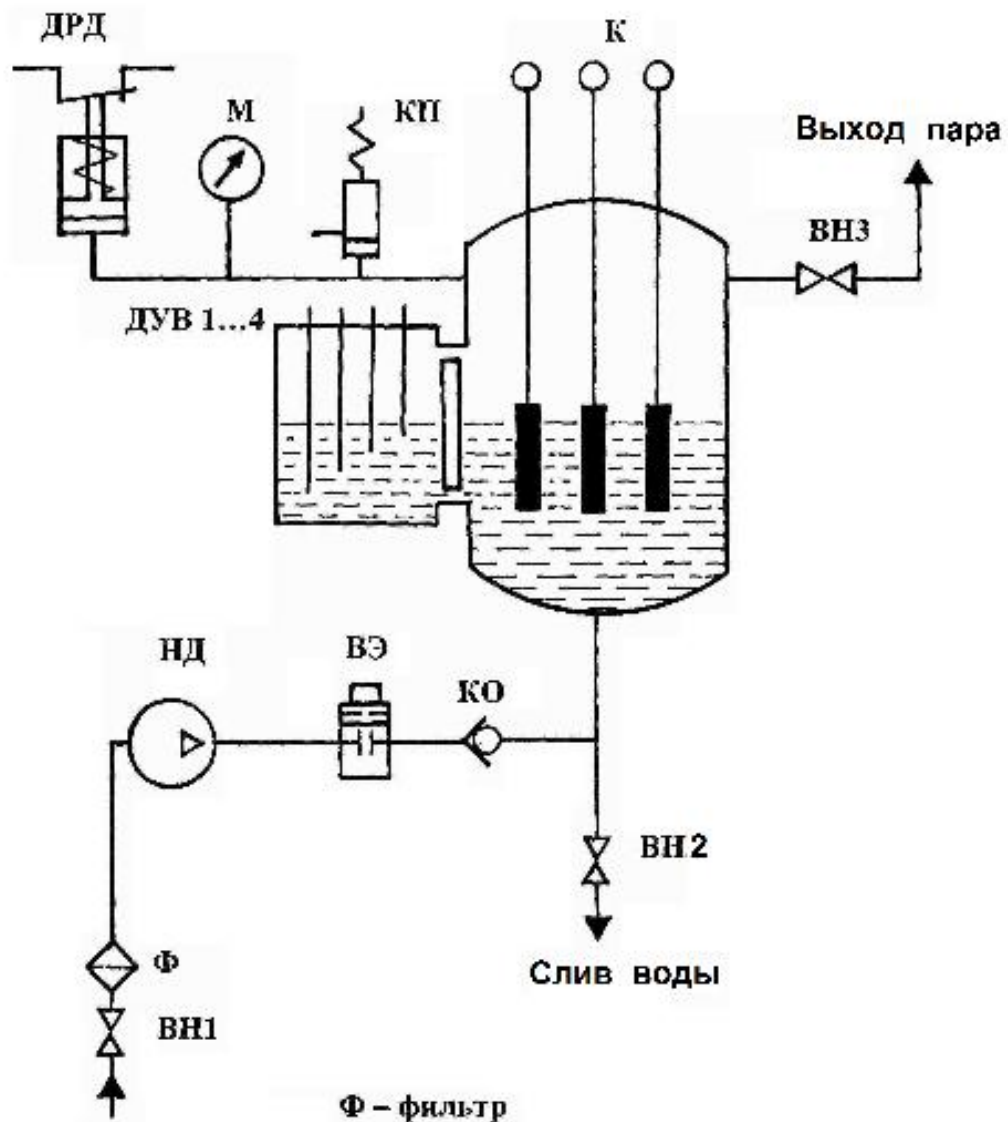 ДРД
К
М
КП
Выход пара
ВН3
ДУВ 1...4
НД
ВЭ
КО
ВН2
Слив воды
Ф
ВН1
Ф – фильтр